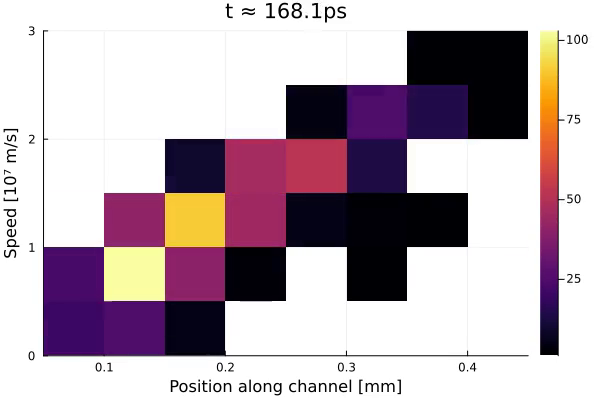 t ≈ 168.1ps
Speed [10⁷ m/s]
3
2
1
0
0.1 0.2 0.3 0.4
Position along channel [mm]
100
75
50
25